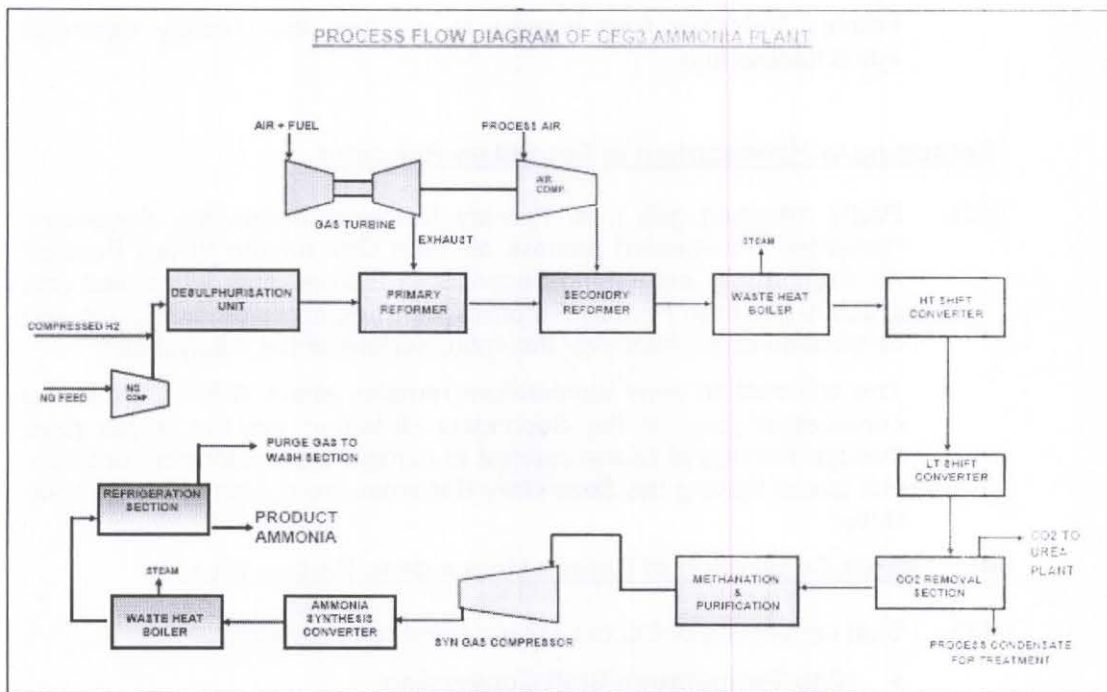 PROCESS FLOW DIAGRAM OF CFG3 AMMONIA PLANT
AIR + FUEL
PROCESS AIR
AIR
COMP.
GAS TURBINE
EXHAUST
STEAM
DESULPHURISATION
UNIT
PRIMARY
REFORMER
SECONDRY
REFORMER
WASTE HEAT
BOILER
HT SHIFT
CONVERTER
COMPRESSED H2
NG FEED
NG
COMP
PURGE GAS TO
WASH SECTION
LT SHIFT
CONVERTER
REFRIGERATION
SECTION
PRODUCT
AMMONIA
CO2 TO
UREA
PLANT
STEAM
METHANATION
&
PURIFICATION
CO2 REMOVAL
SECTION
WASTE HEAT
BOILER
AMMONIA
SYNTHESIS
CONVERTER
SYN GAS COMPRESSOR
PROCESS CONDENSATE
FOR TREATMENT